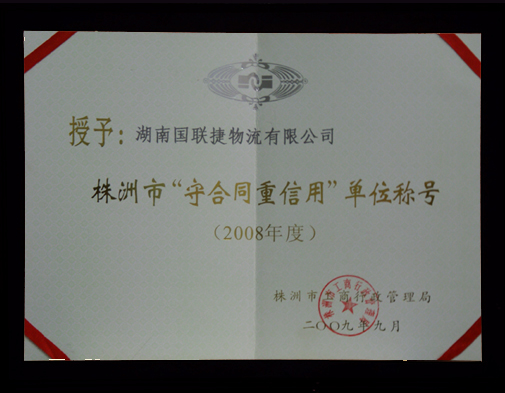 授予：湖南国联捷物流有限公司
株洲市“守合同重信用”单位称号
（2008年度）
株洲市工商行政管理局
二〇〇九年九月